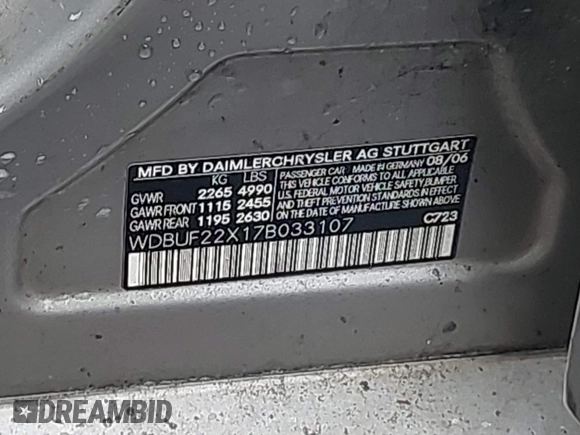 MFD BY DAIMLERCHRYSLER AG STUTTGART
KG LBS
GVWR 2265 4990
GAWR FRONT 1115 2455
GAWR REAR 1195 2630
PASSENGER CAR MADE IN GERMANY 08/06
THIS VEHICLE CONFORMS TO ALL APPLICABLE
U.S. FEDERAL MOTOR VEHICLE SAFETY, BUMPER
AND THEFT PREVENTION STANDARDS IN EFFECT
ON THE DATE OF MANUFACTURE SHOWN ABOVE
WDBUF22X17B033107
C723
DREAMBID